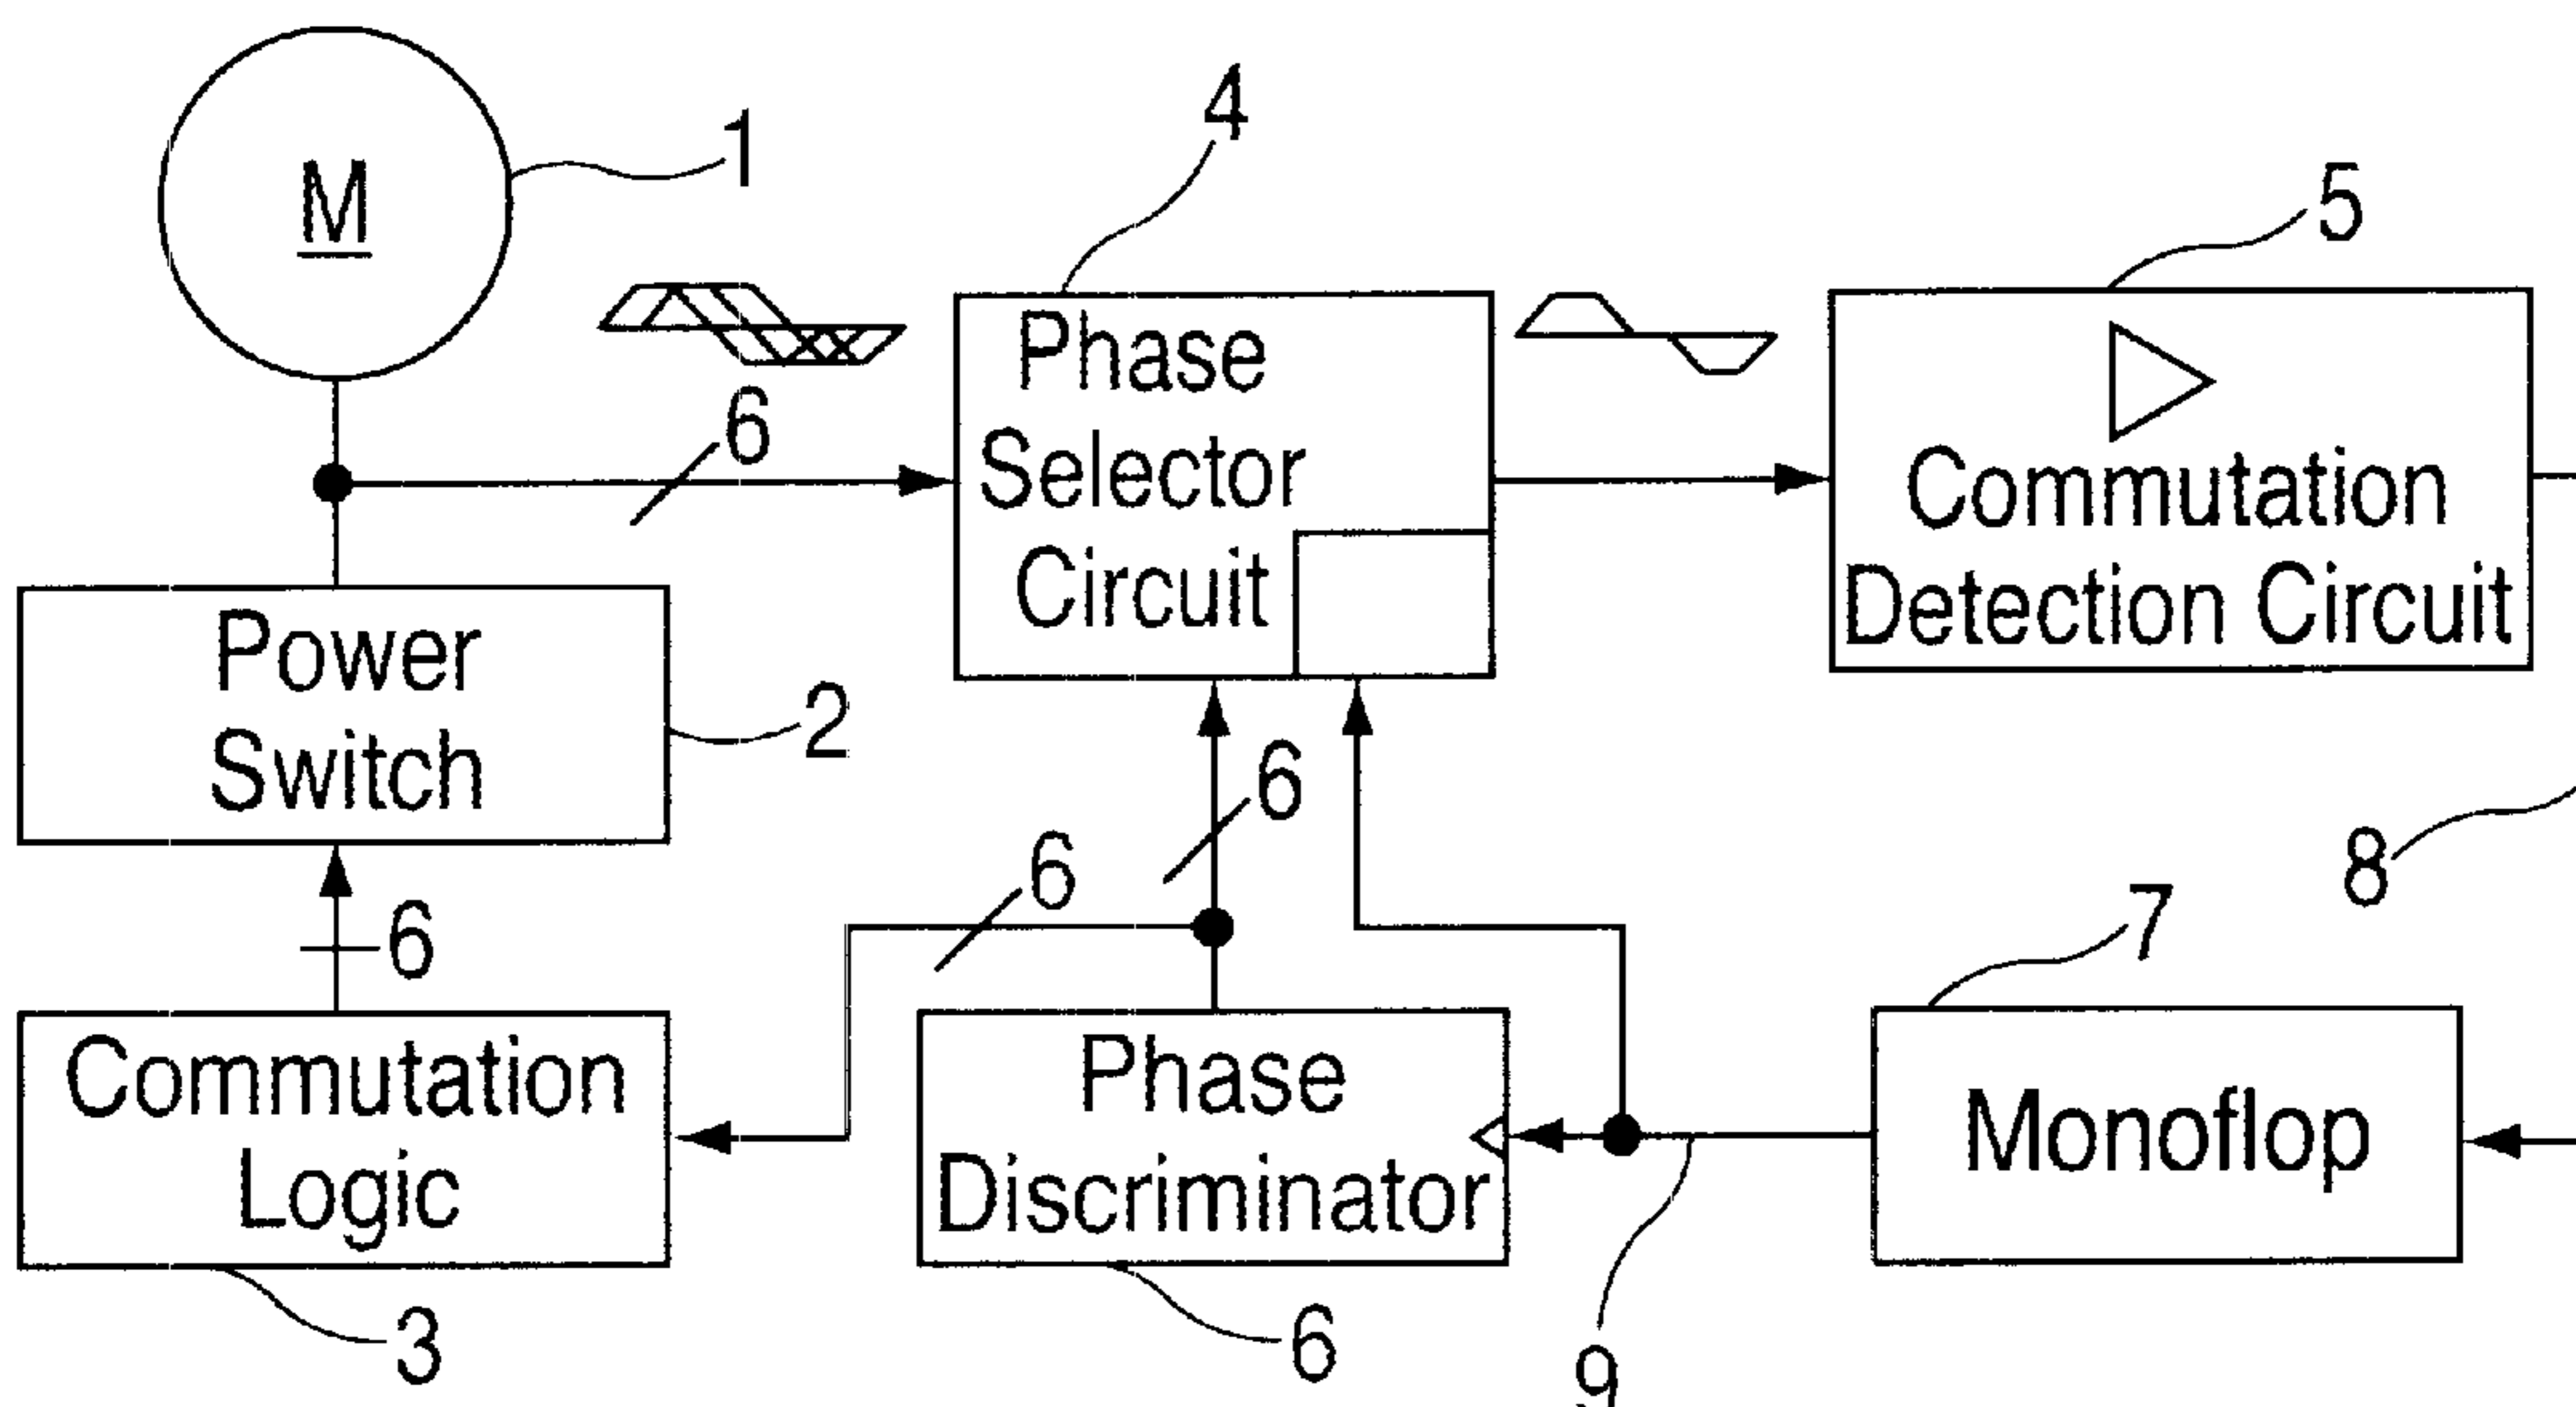 M
1
4
5
6
Phase
Selector
Circuit
Commutation
Detection Circuit
Power
Switch
2
6
6
6
8
7
Commutation
Logic
Phase
Discriminator
Monoflop
3
6
9